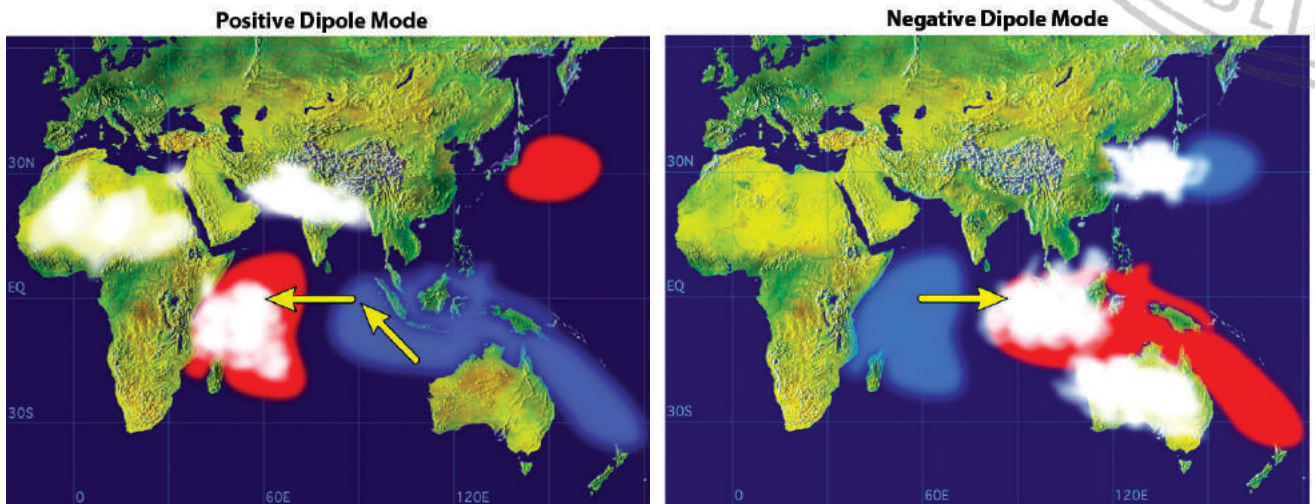 Positive Dipole Mode
30N
EQ
30S
0
60E
120E
Negative Dipole Mode
30N
EQ
30S
0
60E
120E